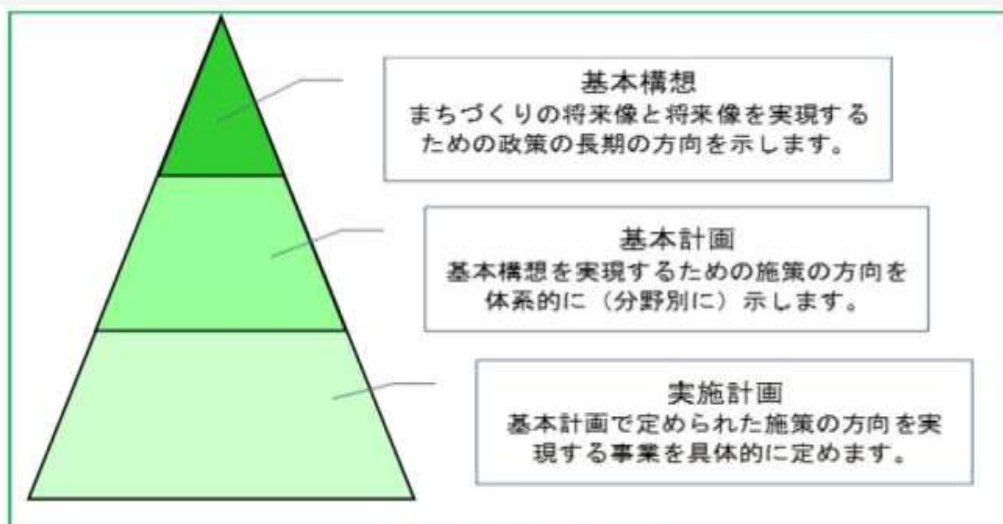 基本構想
まちづくりの将来像と将来像を実現する
ための政策の長期の方向を示します。
基本計画
基本構想を実現するための施策の方向を
体系的に（分野別に）示します。
実施計画
基本計画で定められた施策の方向を実
現する事業を具体的に定めます。